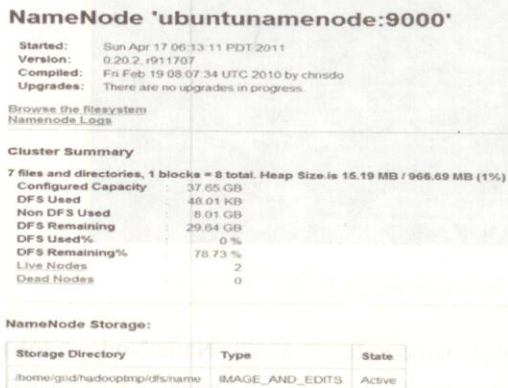 NameNode 'ubuntunamenode:9000'
Started: Sun Apr 17 06:13:11 PDT 2011
Version: 0.20.2, r911707
Compiled: Fri Feb 19 08:07:34 UTC 2010 by chrisdo
Upgrades: There are no upgrades in progress.
Browse the filesystem
Namenode Logs
Cluster Summary
7 files and directories, 1 blocks = 8 total. Heap Size is 15.19 MB / 966.69 MB (1%)
Configured Capacity : 37.65 GB
DFS Used : 48.01 KB
Non DFS Used : 8.01 GB
DFS Remaining : 29.64 GB
DFS Used% : 0 %
DFS Remaining% : 78.73 %
Live Nodes : 2
Dead Nodes : 0
NameNode Storage:
Storage Directory Type State
/home/grid/hadooptmp/dfs/name IMAGE_AND_EDITS Active